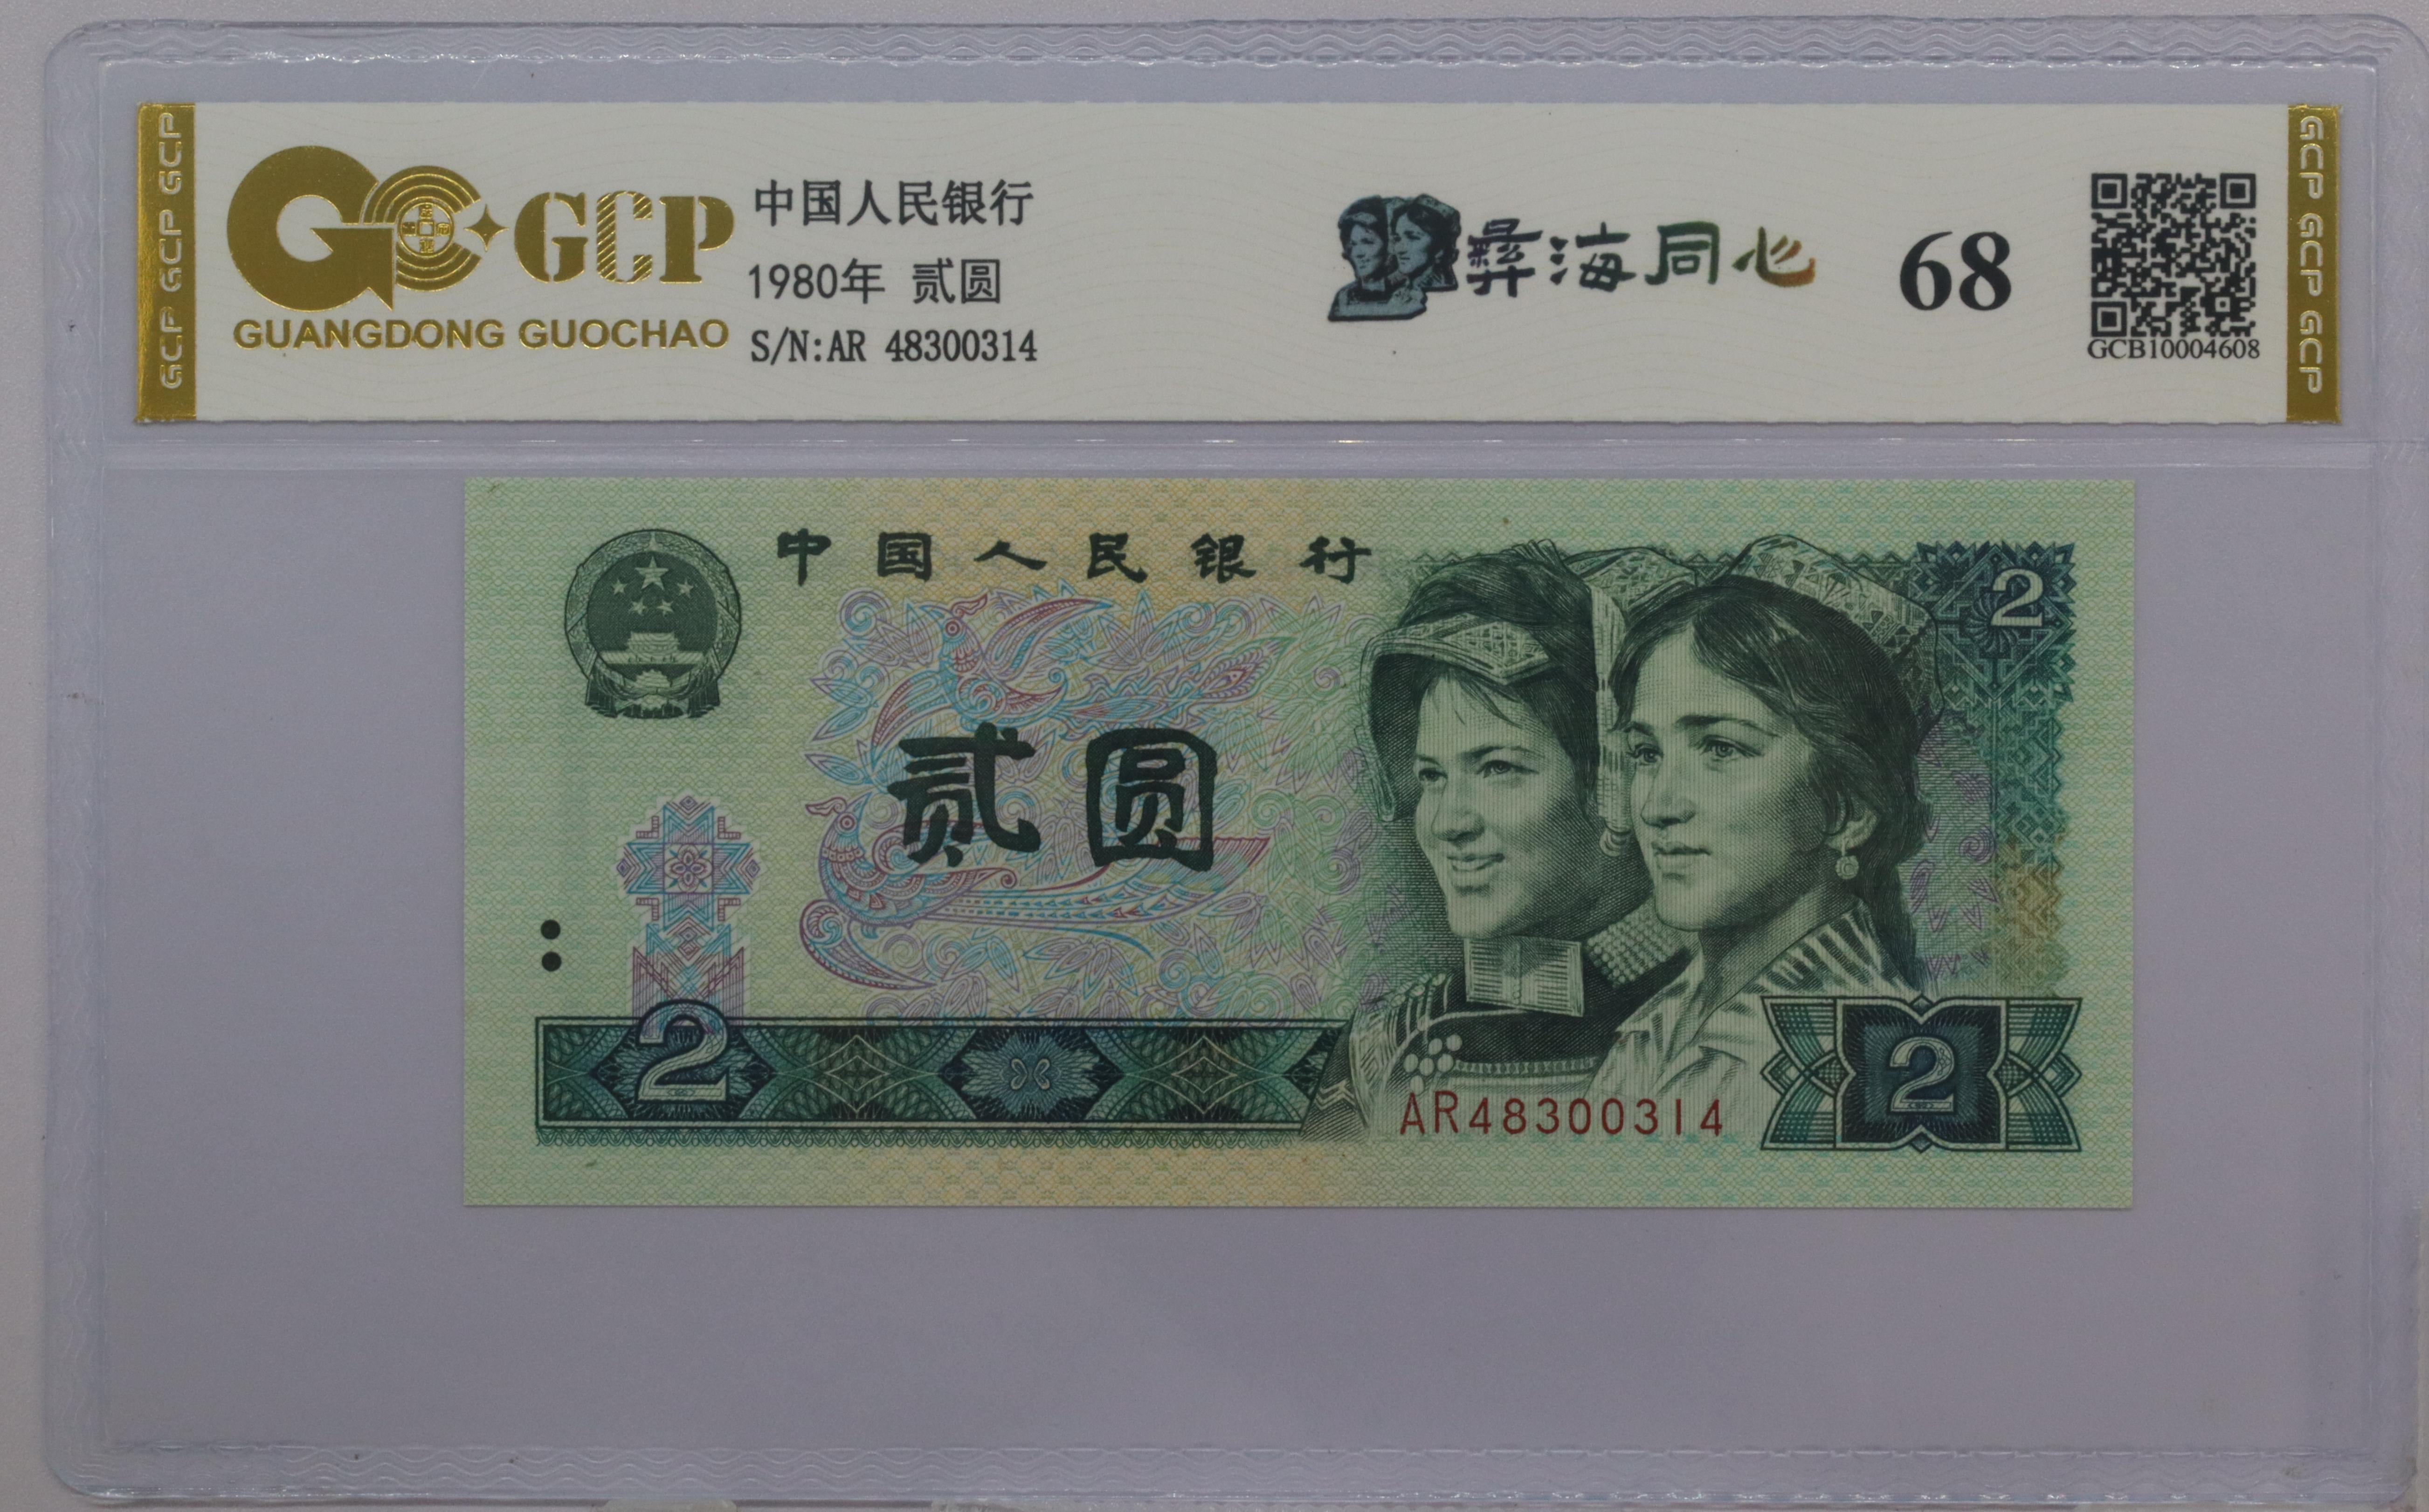 GCP GCP GCP GCP
GCP
GUANGDONG GUOCHAO
中国人民银行
1980年 贰圆
S/N:AR 48300314
彝海同心
68
GCB10004608
GCP GCP GCP GCP
中国人民银行
2
贰圆
2
AR48300314
2